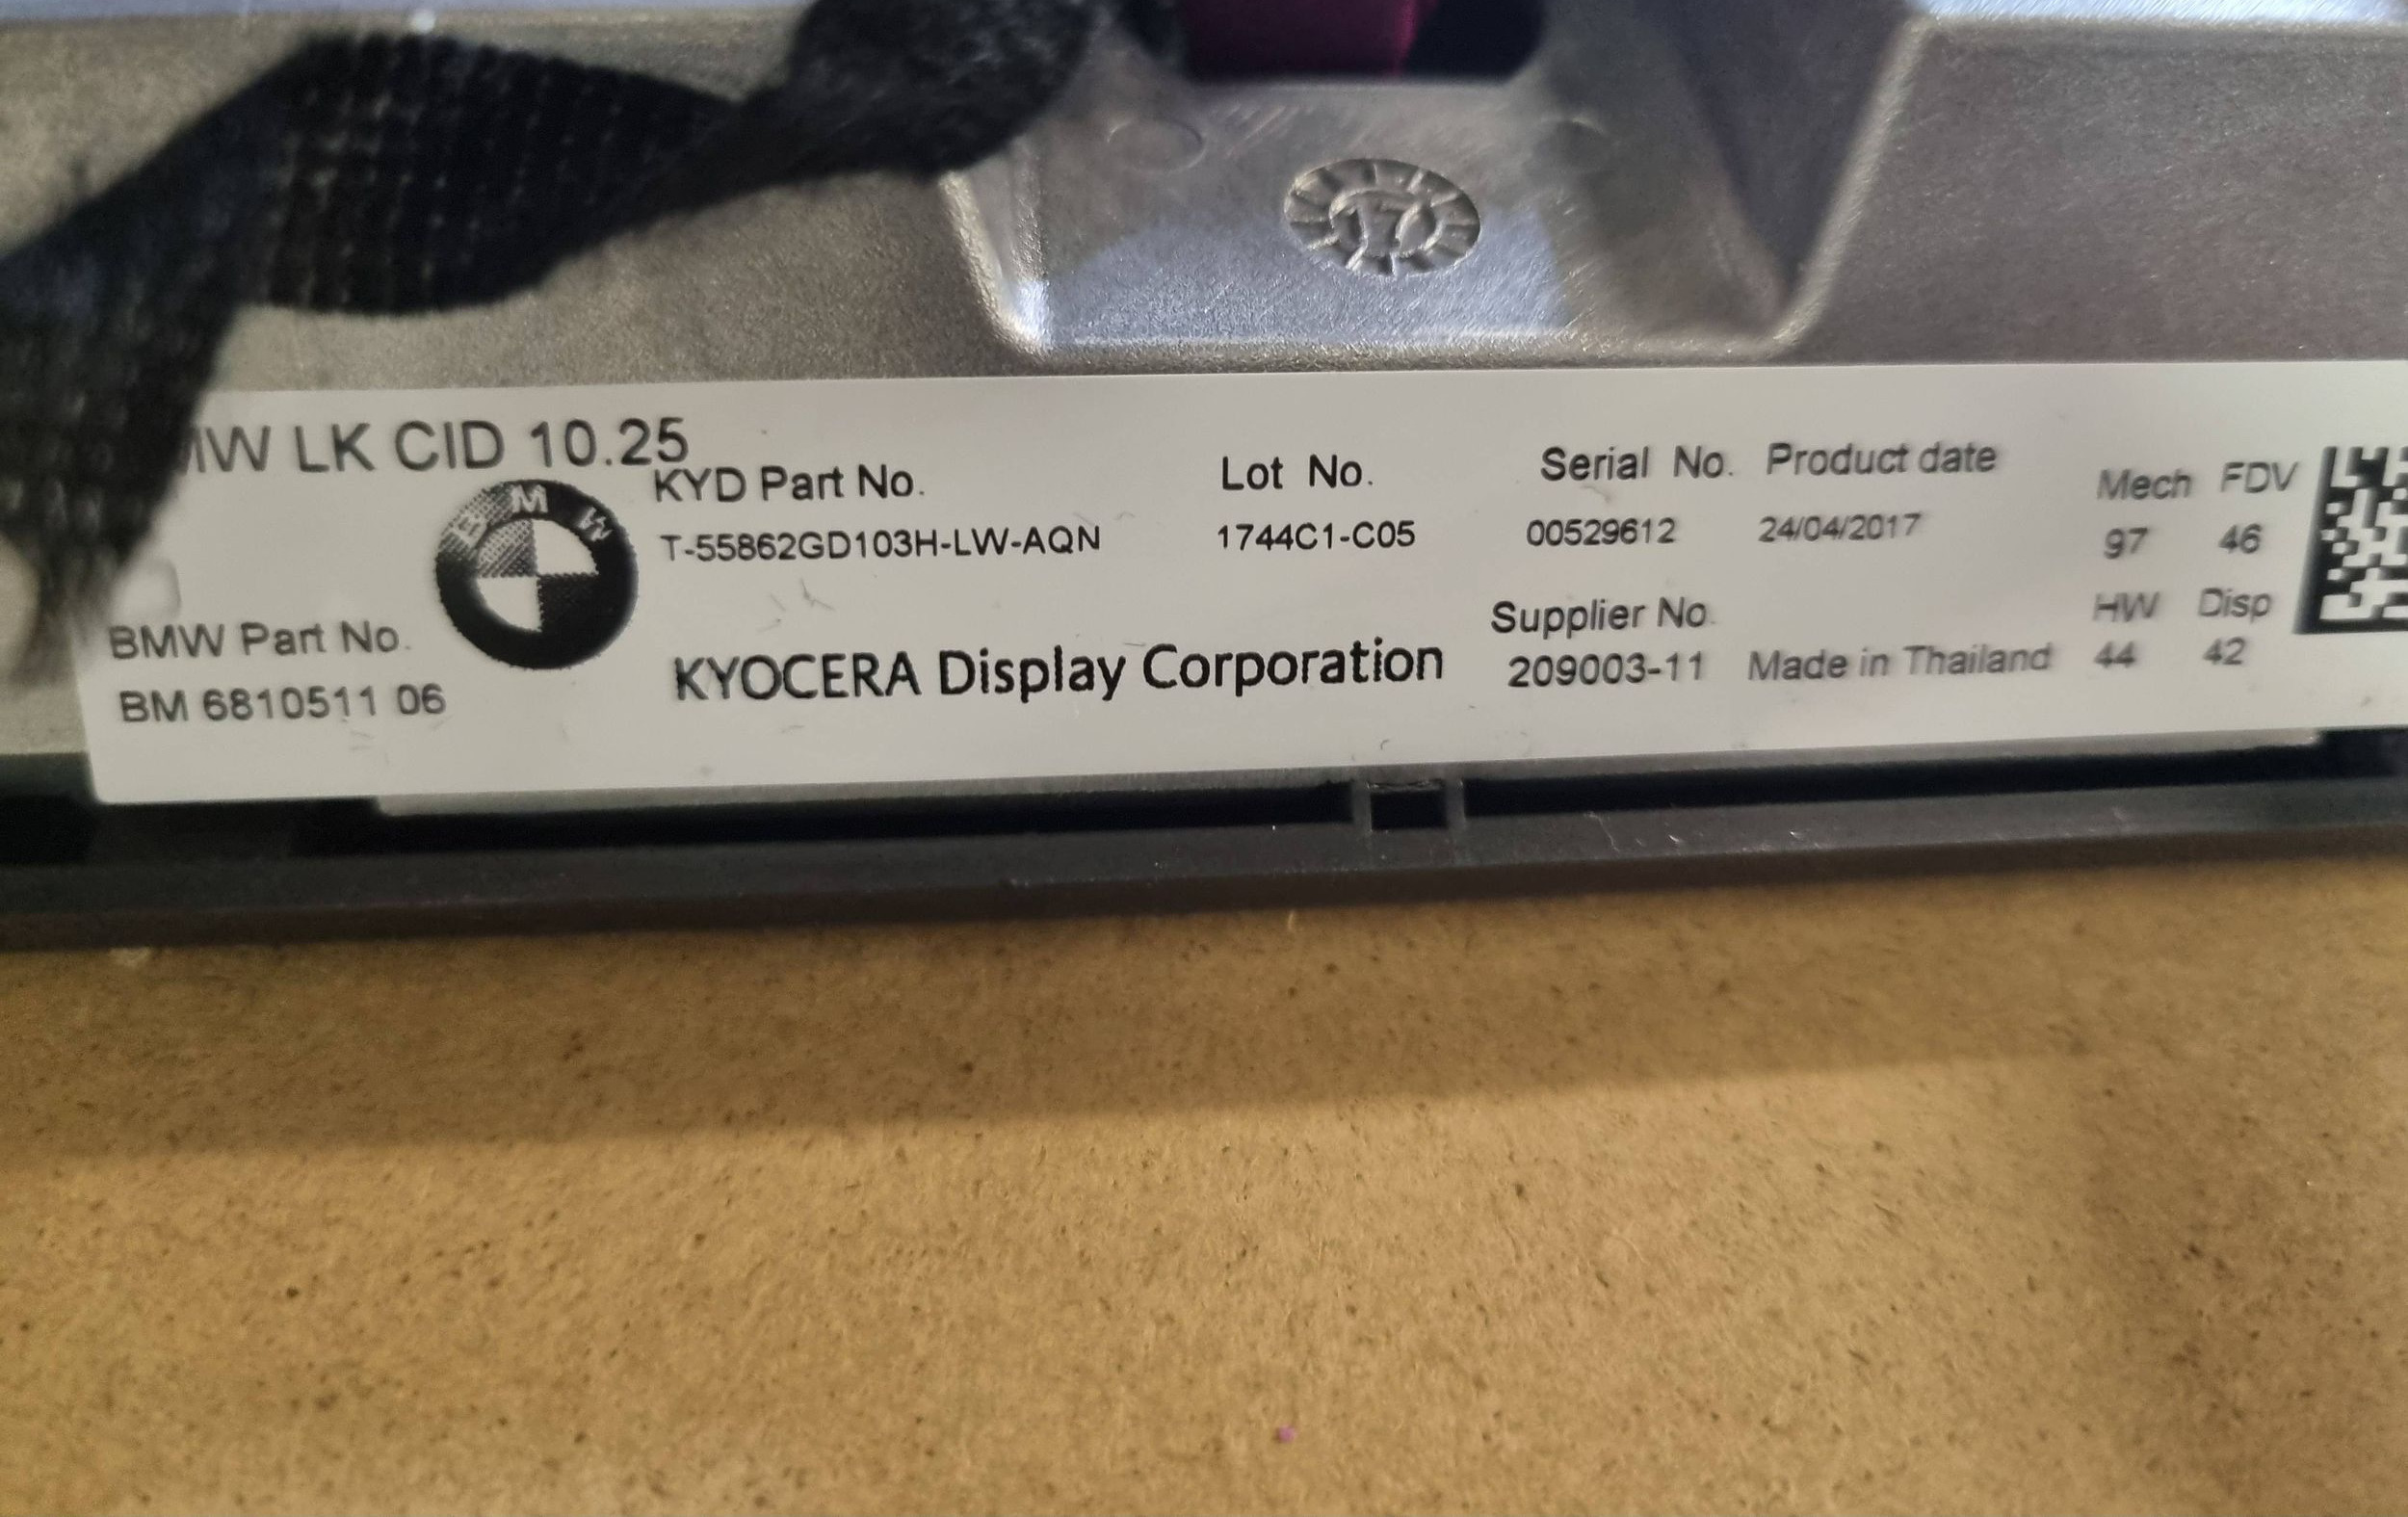 MW LK CID 10.25
BMW
KYD Part No. Lot No. Serial No. Product date Mech FDV
T-55862GD103H-LW-AQN 1744C1-C05 00529612 24/04/2017 97 46
BMW Part No. Supplier No. HW Disp
BM 6810511 06 KYOCERA Display Corporation 209003-11 Made in Thailand 44 42
17